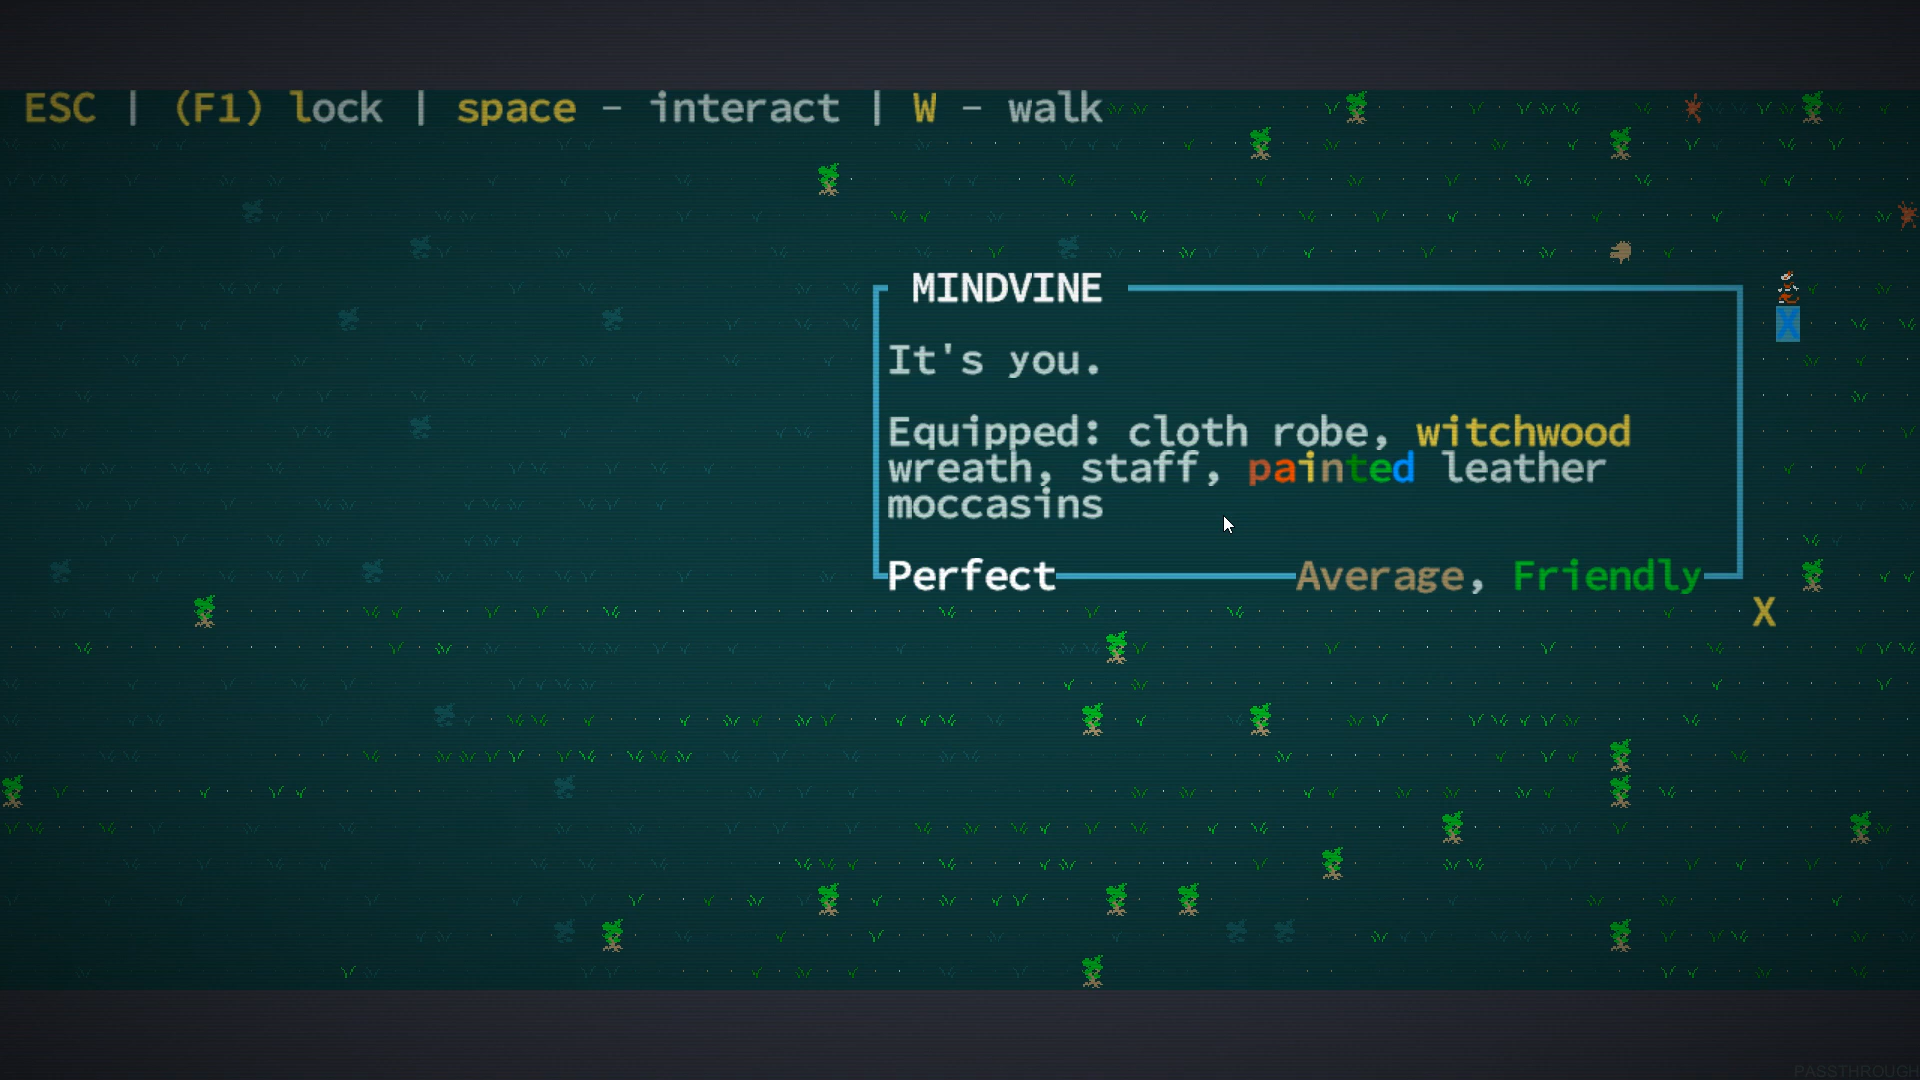 ESC | (F1) lock | space - interact | W - walk
MINDVINE
It's you.
Equipped: cloth robe, witchwood
wreath, staff, painted leather
moccasins
Perfect Average, Friendly
X
X
PASSTHROUGH